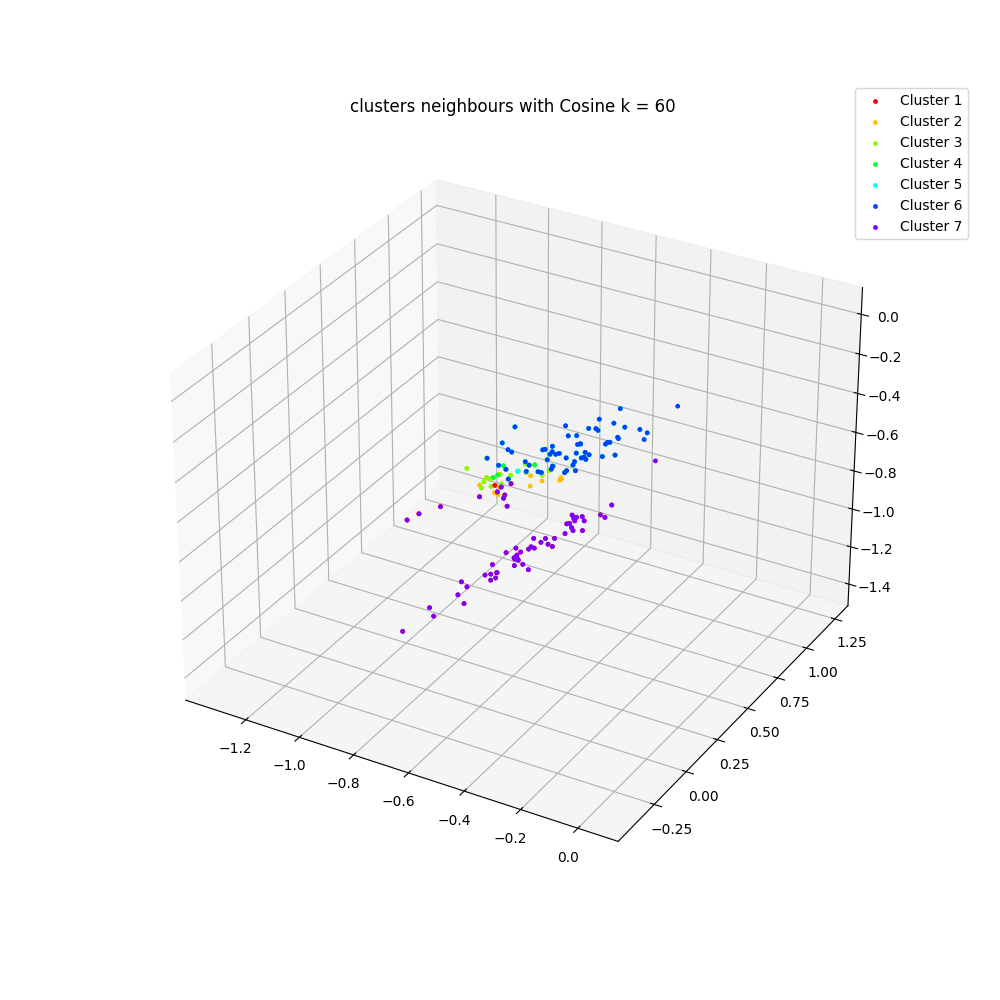 clusters neighbours with Cosine k = 60
Cluster 1
Cluster 2
Cluster 3
Cluster 4
Cluster 5
Cluster 6
Cluster 7
0.0
−0.2
−0.4
−0.6
−0.8
−1.0
−1.2
−1.4
1.25
1.00
0.75
0.50
0.25
0.00
−0.25
−1.2
−1.0
−0.8
−0.6
−0.4
−0.2
0.0